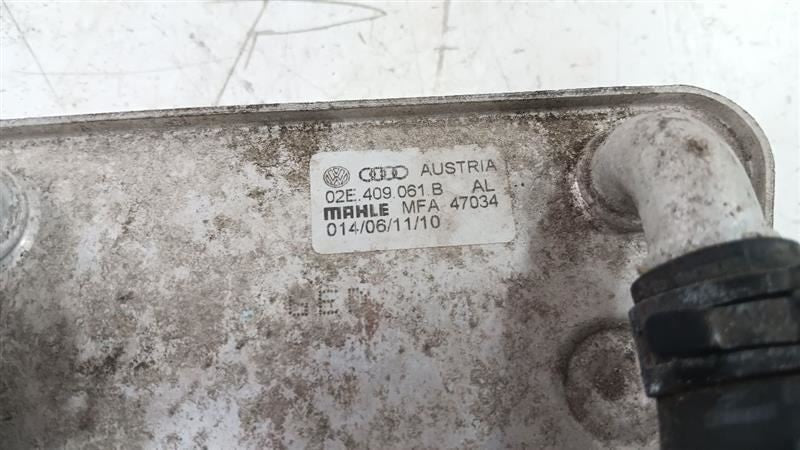 AUSTRIA
02E.409.061.B AL
MAHLE MFA 47034
014/06/11/10